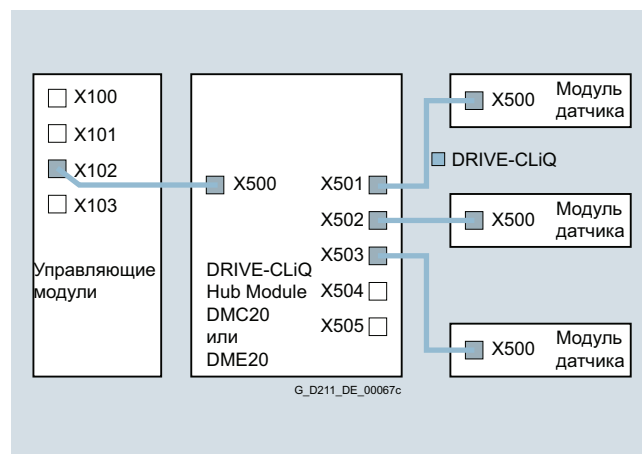 X100
X101
X102
X103
Управляющие
модули
X500
X501
X502
X503
X504
X505
DRIVE-CLiQ
Hub Module
DMC20
или
DME20
X500
Модуль
датчика
DRIVE-CLiQ
X500
Модуль
датчика
X500
Модуль
датчика
G_D211_DE_00067c